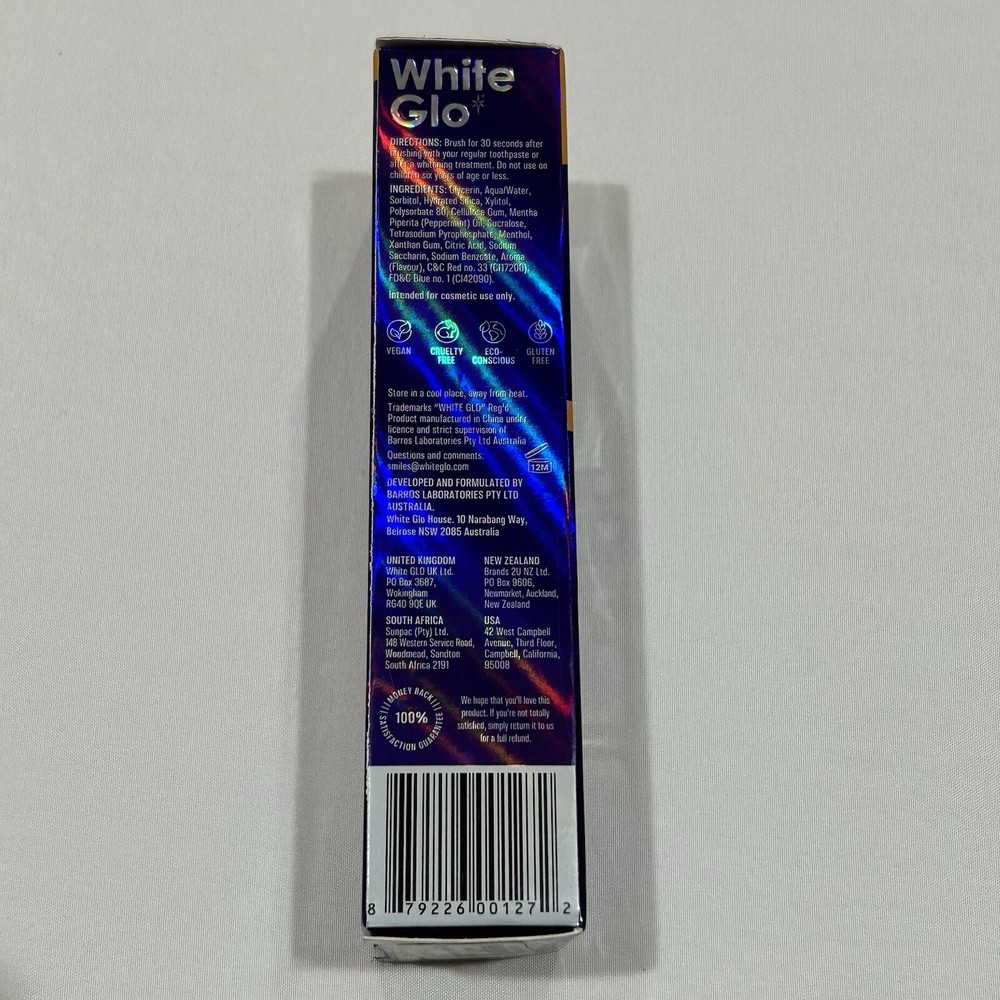 White
Glo
DIRECTIONS: Brush for 30 seconds after
brushing with your regular toothpaste or
after a whitening treatment. Do not use on
children six years of age or less.
INGREDIENTS: Glycerin, Aqua/Water,
Sorbitol, Hydrated Silica, Xylitol,
Polysorbate 80, Cellulose Gum, Mentha
Piperita (Peppermint) Oil, Sucralose,
Tetrasodium Pyrophosphate, Menthol,
Xanthan Gum, Citric Acid, Sodium
Saccharin, Sodium Benzoate, Aroma
(Flavour), C&C Red no. 33 (CI17200),
FD&C Blue no. 1 (CI42090).
Intended for cosmetic use only.
VEGAN
CRUELTY
FREE
ECO-
CONSCIOUS
GLUTEN
FREE
Store in a cool place, away from heat.
Trademarks "WHITE GLO" Reg'd
Product manufactured in China under
licence and strict supervision of
Barros Laboratories Pty Ltd Australia
Questions and comments:
smiles@whiteglo.com
12M
DEVELOPED AND FORMULATED BY
BARROS LABORATORIES PTY LTD
AUSTRALIA.
White Glo House. 10 Narabang Way,
Belrose NSW 2085 Australia
UNITED KINGDOM
White GLO UK Ltd.
PO Box 3687,
Wokingham
RG40 9QE UK
NEW ZEALAND
Brands 2U NZ Ltd.
PO Box 9606,
Newmarket, Auckland,
New Zealand
SOUTH AFRICA
Sunpac (Pty) Ltd.
148 Western Service Road,
Woodmead, Sandton
South Africa 2191
USA
42 West Campbell
Avenue, Third Floor,
Campbell, California,
95008
MONEY BACK
100%
SATISFACTION GUARANTEE
We hope that you'll love this
product. If you're not totally
satisfied, simply return it to us
for a full refund.
8 79226 00127 2